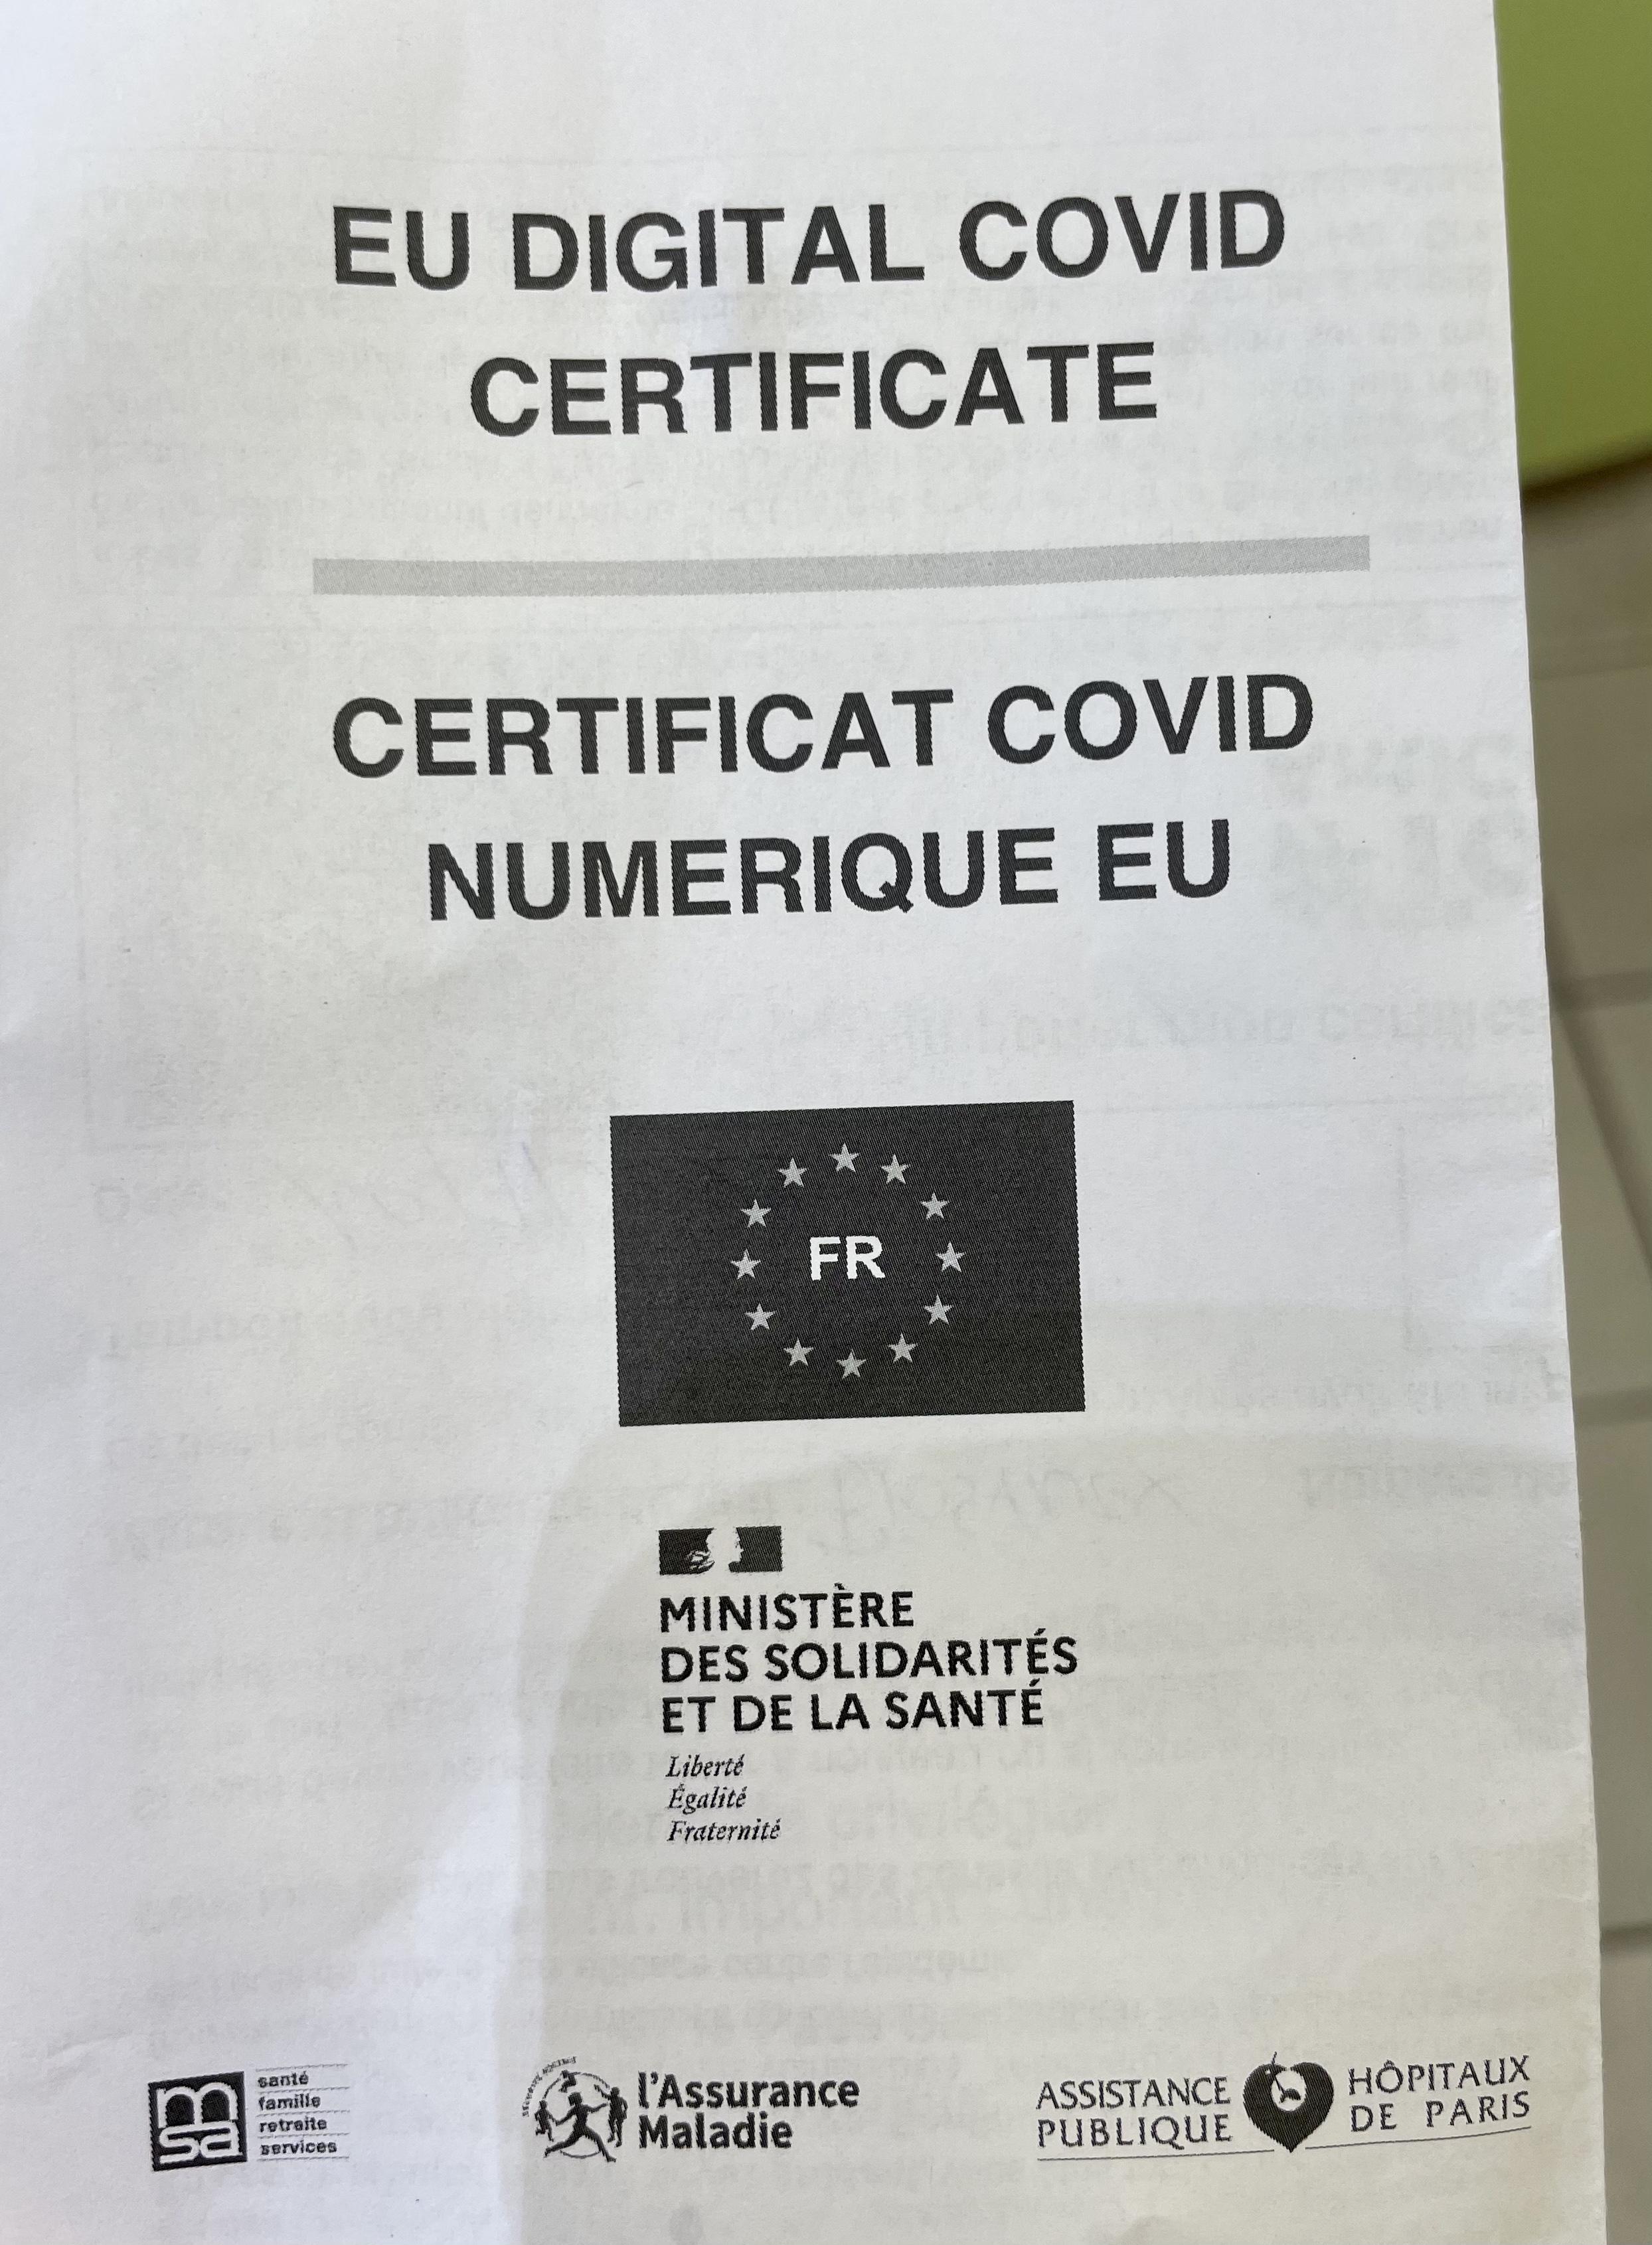 EU DIGITAL COVID
CERTIFICATE
CERTIFICAT COVID
NUMERIQUE EU
FR
MINISTÈRE
DES SOLIDARITÉS
ET DE LA SANTÉ
Liberté
Égalité
Fraternité
msa
santé
famille
retraite
services
l'Assurance
Maladie
ASSISTANCE
PUBLIQUE
HÔPITAUX
DE PARIS